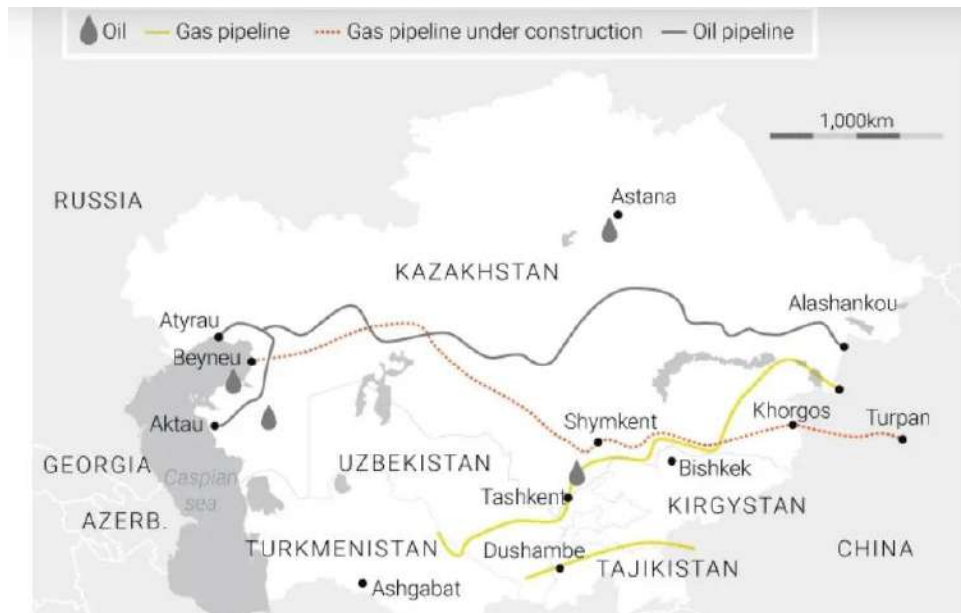 Oil Gas pipeline Gas pipeline under construction Oil pipeline
1,000km
RUSSIA
Astana
KAZAKHSTAN
Alashankou
Atyrau
Beyneu
Aktau
Shymkent
Khorgos
Turpan
GEORGIA
Caspian
sea
UZBEKISTAN
Bishkek
Tashkent
KIRGYSTAN
AZERB.
TURKMENISTAN
Dushambe
TAJIKISTAN
CHINA
Ashgabat